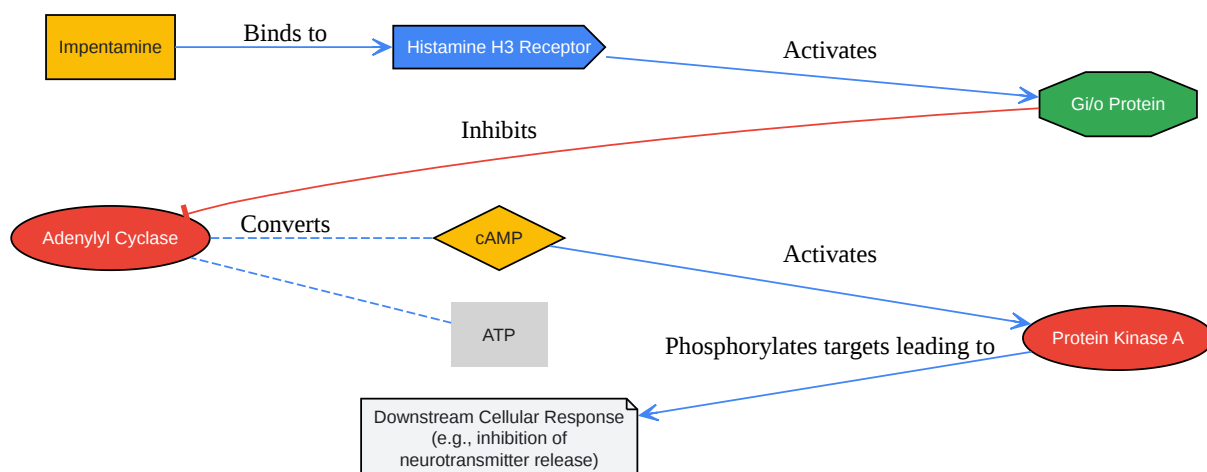 Impentamine
Binds to
Histamine H3 Receptor
Activates
Gi/o Protein
Inhibits
Adenylyl Cyclase
Converts
cAMP
Activates
ATP
Phosphorylates targets leading to
Protein Kinase A
Downstream Cellular Response
(e.g., inhibition of
neurotransmitter release)